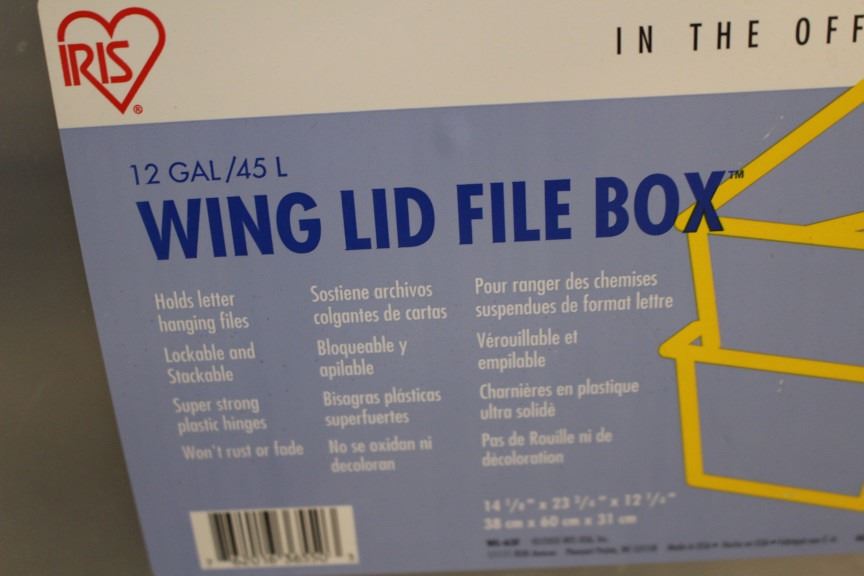 IRIS®
IN THE OFF
12 GAL/45 L
WING LID FILE BOX™
Holds letter
hanging files
Lockable and
Stackable
Super strong
plastic hinges
Won't rust or fade
Sostiene archivos
colgantes de cartas
Bloqueable y
apilable
Bisagras plásticas
superfuertes
No se oxidan ni
decoloran
Pour ranger des chemises
suspendues de format lettre
Vérouillable et
empilable
Charnières en plastique
ultra solidè
Pas de Rouille ni de
décoloration
38 cm x 60 cm x 31 cm